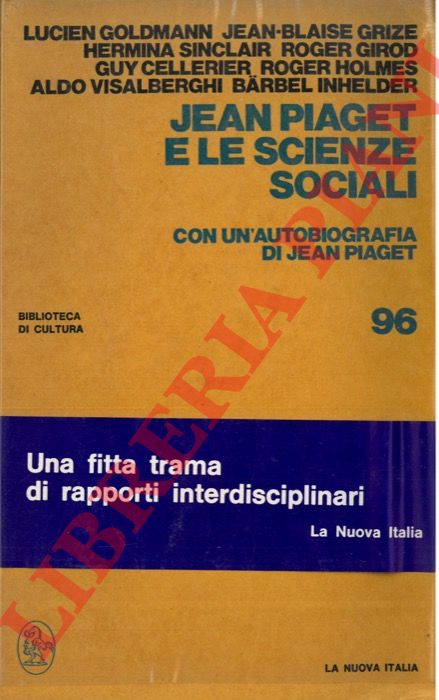 LUCIEN GOLDMANN JEAN-BLAISE GRIZE
HERMINA SINCLAIR ROGER GIROD
GUY CELLERIER ROGER HOLMES
ALDO VISALBERGHI BÄRBEL INHELDER
JEAN PIAGET
E LE SCIENZE
SOCIALI
CON UN'AUTOBIOGRAFIA
DI JEAN PIAGET
BIBLIOTECA
DI CULTURA
96
Una fitta trama
di rapporti interdisciplinari
La Nuova Italia
LA NUOVA ITALIA
LIBRERIA PIANI